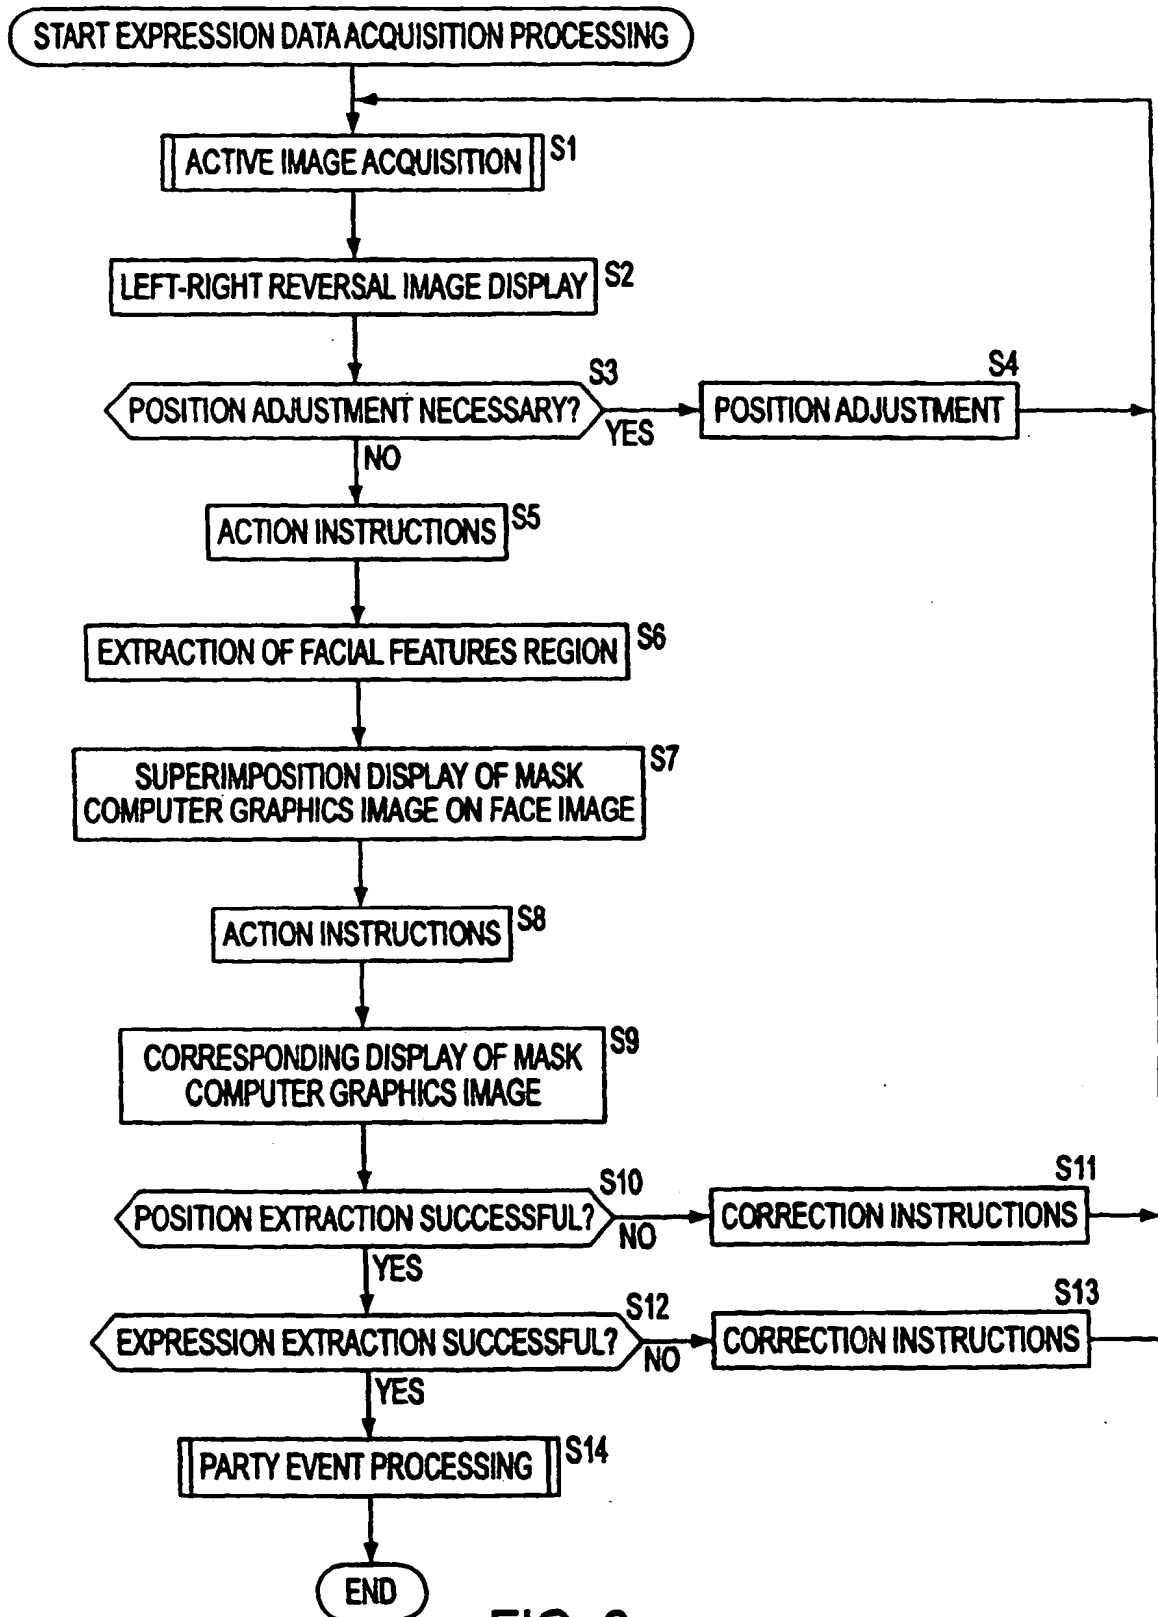 START EXPRESSION DATA ACQUISITION PROCESSING
ACTIVE IMAGE ACQUISITION
S1
LEFT-RIGHT REVERSAL IMAGE DISPLAY
S2
S3
POSITION ADJUSTMENT NECESSARY?
YES
NO
S4
POSITION ADJUSTMENT
ACTION INSTRUCTIONS
S5
EXTRACTION OF FACIAL FEATURES REGION
S6
SUPERIMPOSITION DISPLAY OF MASK
COMPUTER GRAPHICS IMAGE ON FACE IMAGE
S7
ACTION INSTRUCTIONS
S8
CORRESPONDING DISPLAY OF MASK
COMPUTER GRAPHICS IMAGE
S9
S10
POSITION EXTRACTION SUCCESSFUL?
NO
YES
S11
CORRECTION INSTRUCTIONS
S12
EXPRESSION EXTRACTION SUCCESSFUL?
NO
YES
S13
CORRECTION INSTRUCTIONS
PARTY EVENT PROCESSING
S14
END